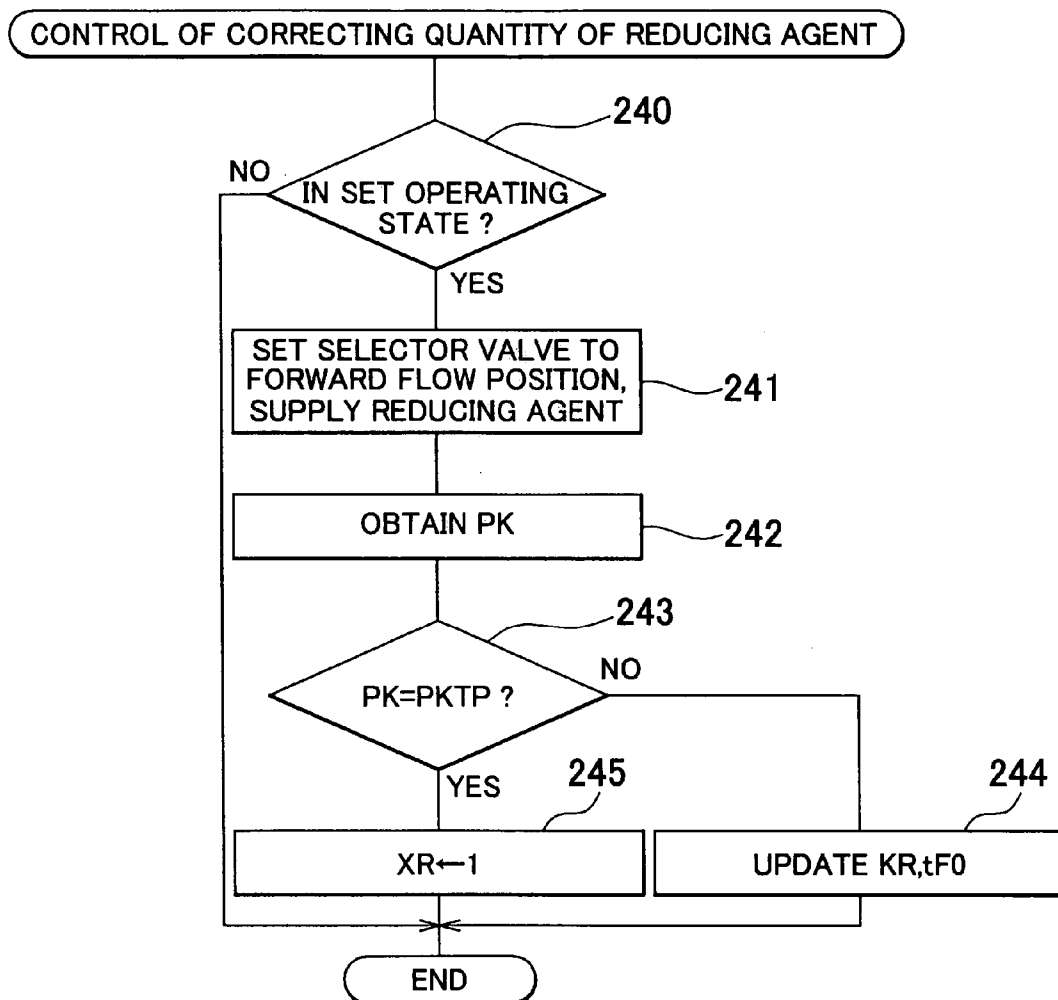 CONTROL OF CORRECTING QUANTITY OF REDUCING AGENT
240
NO
IN SET OPERATING
STATE ?
YES
SET SELECTOR VALVE TO
FORWARD FLOW POSITION,
SUPPLY REDUCING AGENT
241
OBTAIN PK
242
243
NO
PK=PKTP ?
YES
245
244
XR←1
UPDATE KR,tF0
END